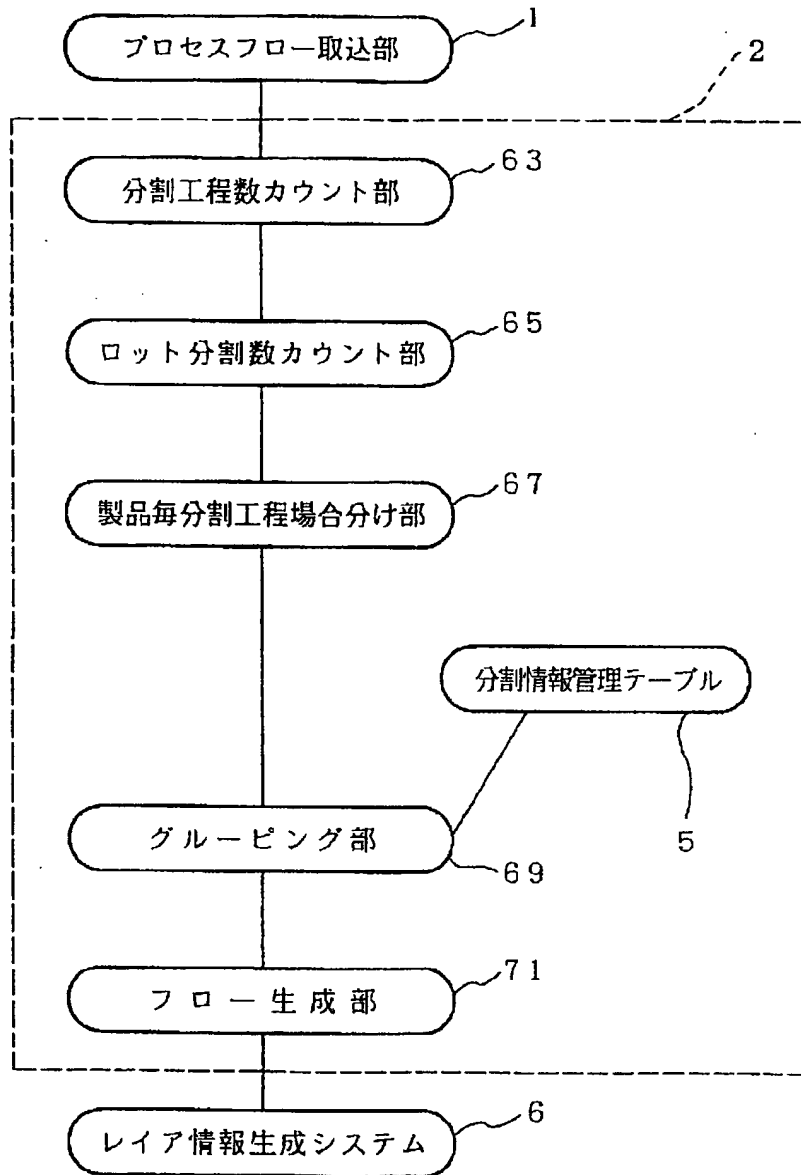 プロセスフロー取込部
1
2
分割工程数カウント部
63
ロット分割数カウント部
65
製品毎分割工程場合分け部
67
分割情報管理テーブル
5
グルーピング部
69
フロー生成部
71
レイア情報生成システム
6